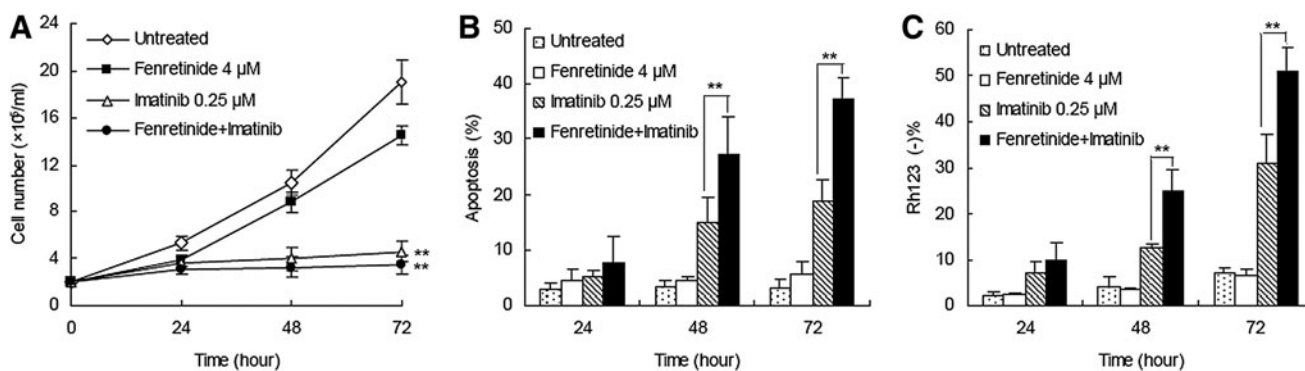 A
Cell number (×10⁵/ml)
24
20
16
12
8
4
0
Untreated
Fenretinide 4 µM
Imatinib 0.25 µM
Fenretinide+Imatinib
**
**
0 24 48 72
Time (hour)
B
Apoptosis (%)
50
40
30
20
10
0
Untreated
Fenretinide 4 µM
Imatinib 0.25 µM
Fenretinide+Imatinib
**
**
24 48 72
Time (hour)
C
Rh123 (-)%
60
50
40
30
20
10
0
Untreated
Fenretinide 4 µM
Imatinib 0.25 µM
Fenretinide+Imatinib
**
**
24 48 72
Time (hour)